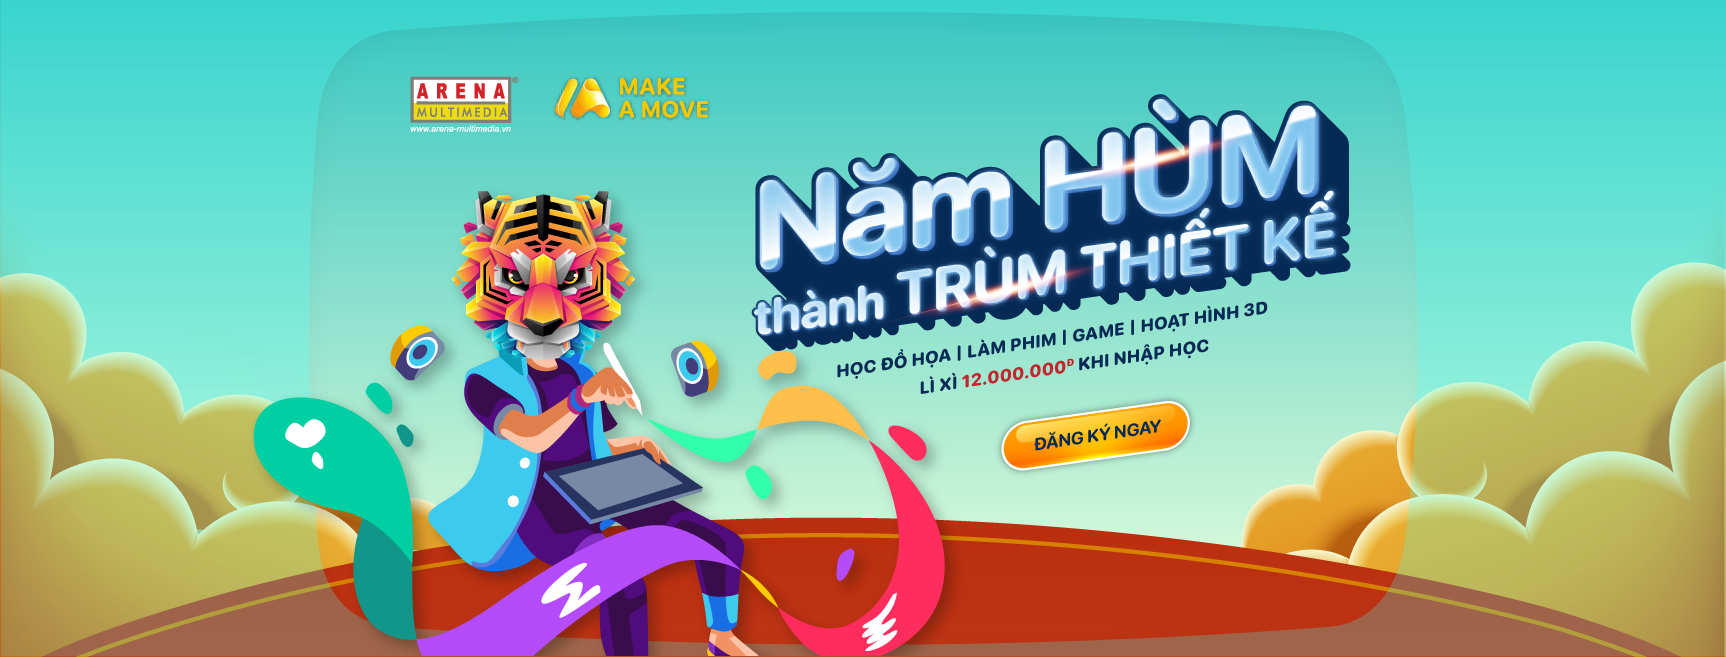 ARENA
MULTIMEDIA
www.arena-multimedia.vn
MAKE
A MOVE
Năm HÙM
thành TRÙM THIẾT KẾ
HỌC ĐỒ HỌA | LÀM PHIM | GAME | HOẠT HÌNH 3D
LÌ XÌ 12.000.000Đ KHI NHẬP HỌC
ĐĂNG KÝ NGAY